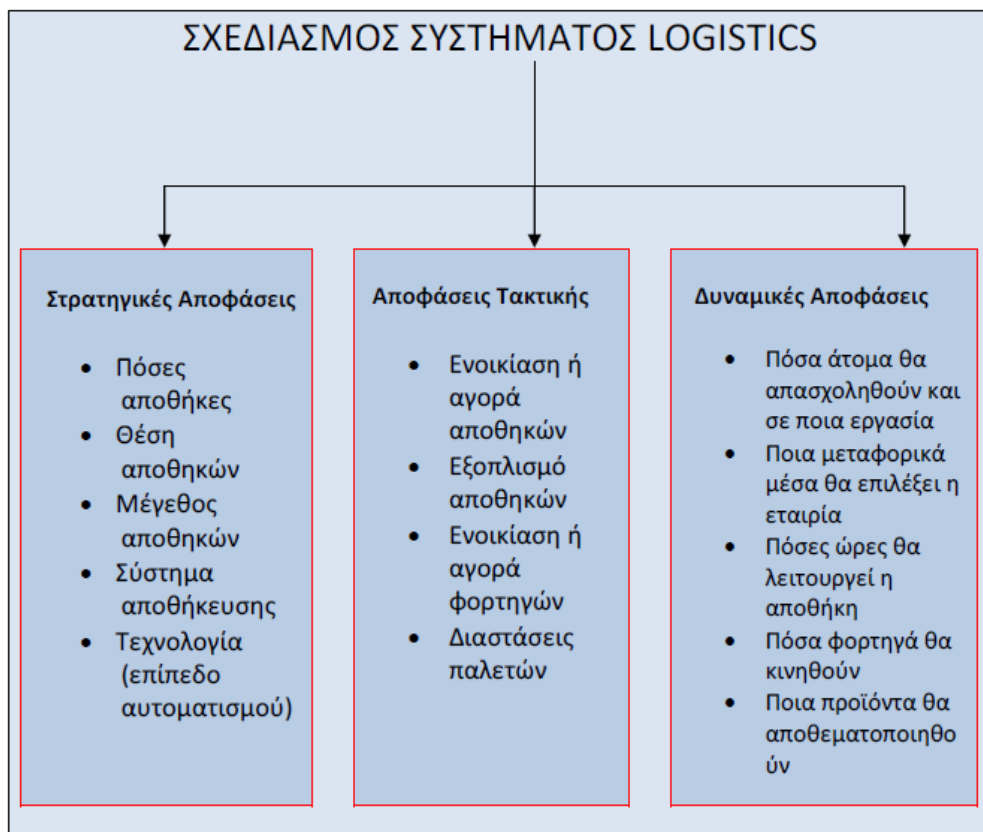 ΣΧΕΔΙΑΣΜΟΣ ΣΥΣΤΗΜΑΤΟΣ LOGISTICS
Στρατηγικές Αποφάσεις
• Πόσες
αποθήκες
• Θέση
αποθηκών
• Μέγεθος
αποθηκών
• Σύστημα
αποθήκευσης
• Τεχνολογία
(επίπεδο
αυτοματισμού)
Αποφάσεις Τακτικής
• Ενοικίαση ή
αγορά
αποθηκών
• Εξοπλισμό
αποθηκών
• Ενοικίαση ή
αγορά
φορτηγών
• Διαστάσεις
παλετών
Δυναμικές Αποφάσεις
• Πόσα άτομα θα
απασχοληθούν και
σε ποια εργασία
• Ποια μεταφορικά
μέσα θα επιλέξει η
εταιρία
• Πόσες ώρες θα
λειτουργεί η
αποθήκη
• Πόσα φορτηγά θα
κινηθούν
• Ποια προϊόντα θα
αποθεματοποιηθο
ύν